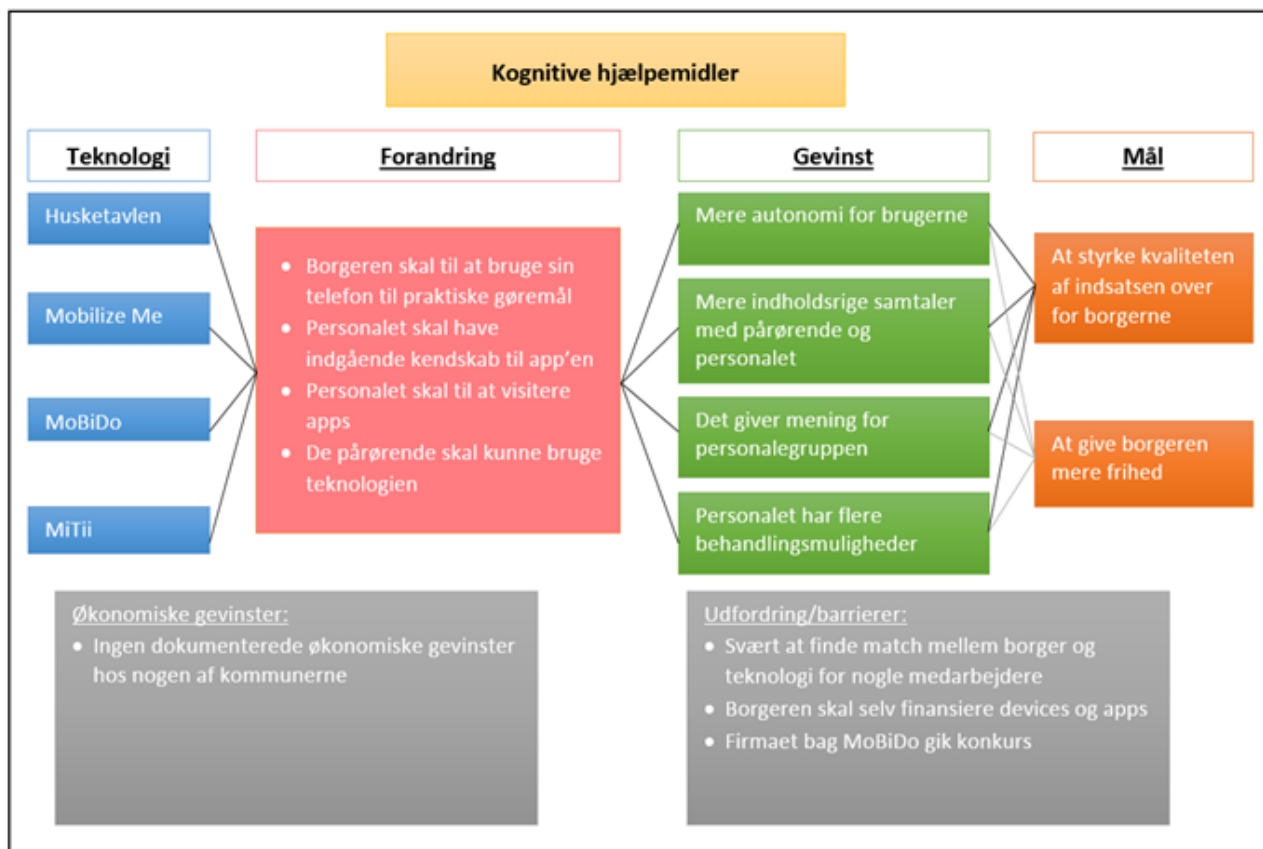 Kognitive hjælpemidler
Teknologi
Forandring
Gevinst
Mål
Husketavlen
Mobilize Me
MoBiDo
MiTii
• Borgeren skal til at bruge sin
telefon til praktiske gøremål
• Personalet skal have
indgående kendskab til app'en
• Personalet skal til at visitere
apps
• De pårørende skal kunne bruge
teknologien
Mere autonomi for brugerne
Mere indholdsrige samtaler
med pårørende og
personalet
Det giver mening for
personalegruppen
Personalet har flere
behandlingsmuligheder
At styrke kvaliteten
af indsatsen over
for borgerne
At give borgeren
mere frihed
Økonomiske gevinster:
• Ingen dokumenterede økonomiske gevinster
hos nogen af kommunerne
Udfordring/barrierer:
• Svært at finde match mellem borger og
teknologi for nogle medarbejdere
• Borgeren skal selv finansiere devices og apps
• Firmaet bag MoBiDo gik konkurs